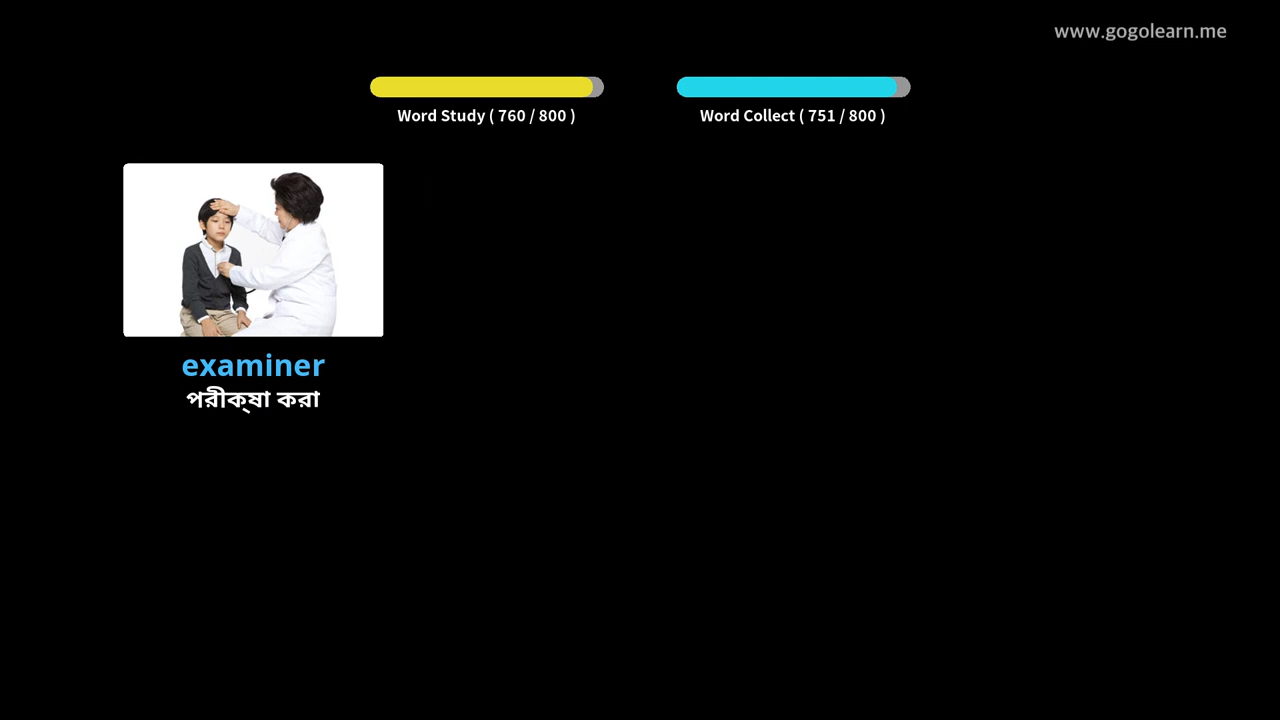 www.gogolearn.me
Word Study ( 760 / 800 )
Word Collect ( 751 / 800 )
examiner
পরীক্ষা করা